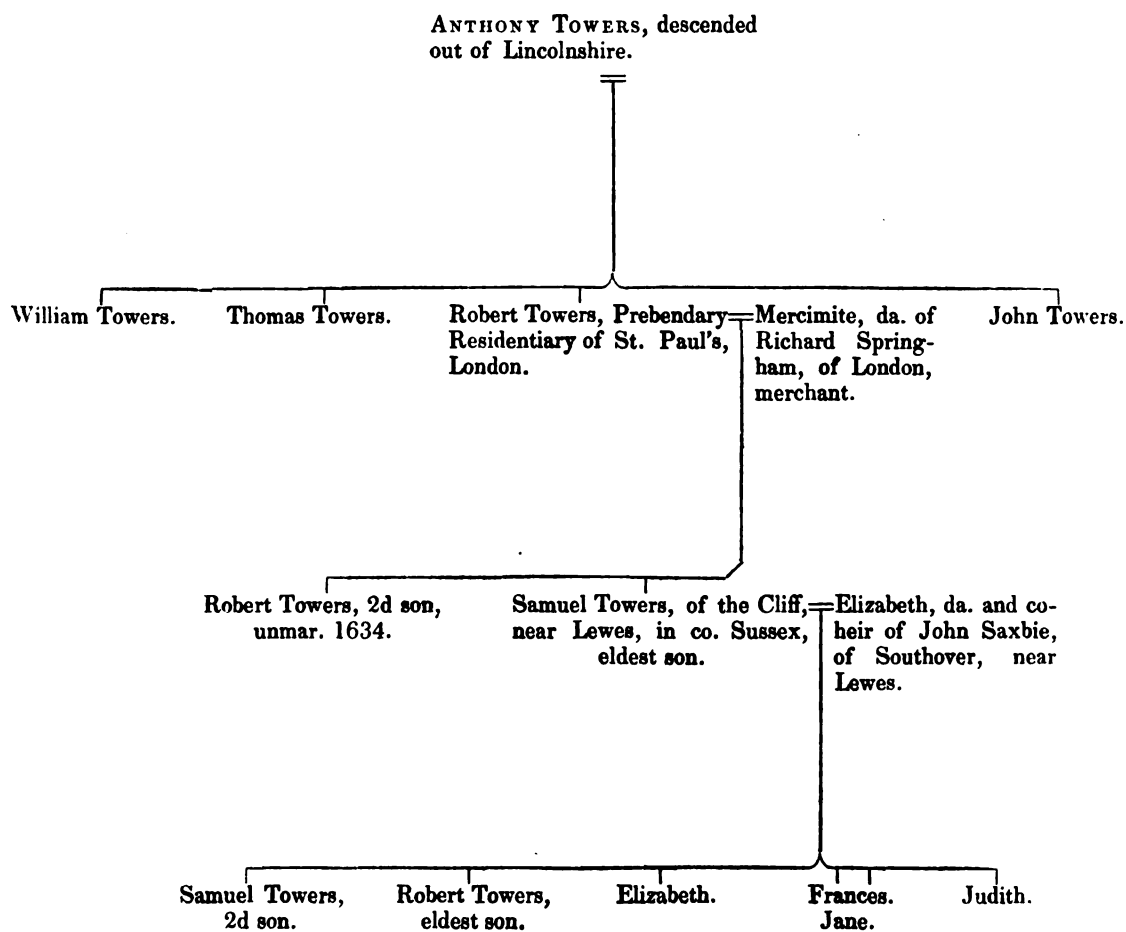 ANTHONY TOWERS, descended
out of Lincolnshire.
William Towers.
Thomas Towers.
Robert Towers, Prebendary
Residentiary of St. Paul's,
London.
Mercimite, da. of
Richard Spring-
ham, of London,
merchant.
John Towers.
Robert Towers, 2d son,
unmar. 1634.
Samuel Towers, of the Cliff,
near Lewes, in co. Sussex,
eldest son.
Elizabeth, da. and co-
heir of John Saxbie,
of Southover, near
Lewes.
Samuel Towers,
2d son.
Robert Towers,
eldest son.
Elizabeth.
Frances.
Jane.
Judith.